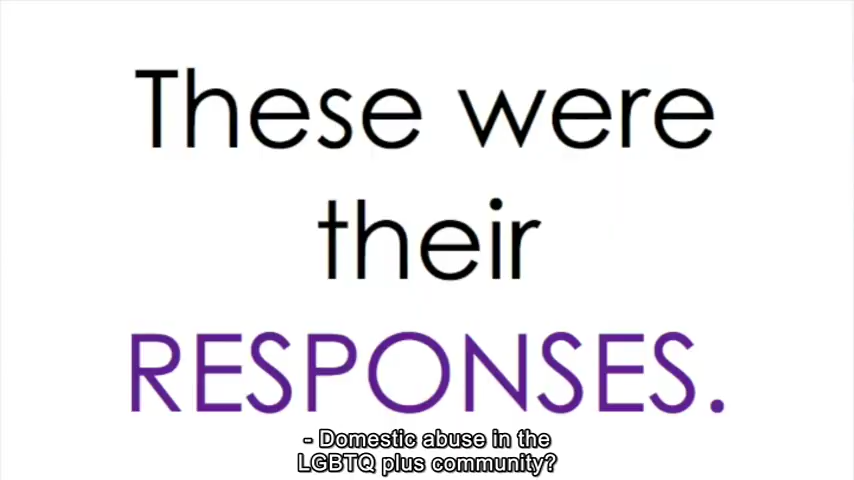 These were
their
RESPONSES.
- Domestic abuse in the
LGBTQ plus community?